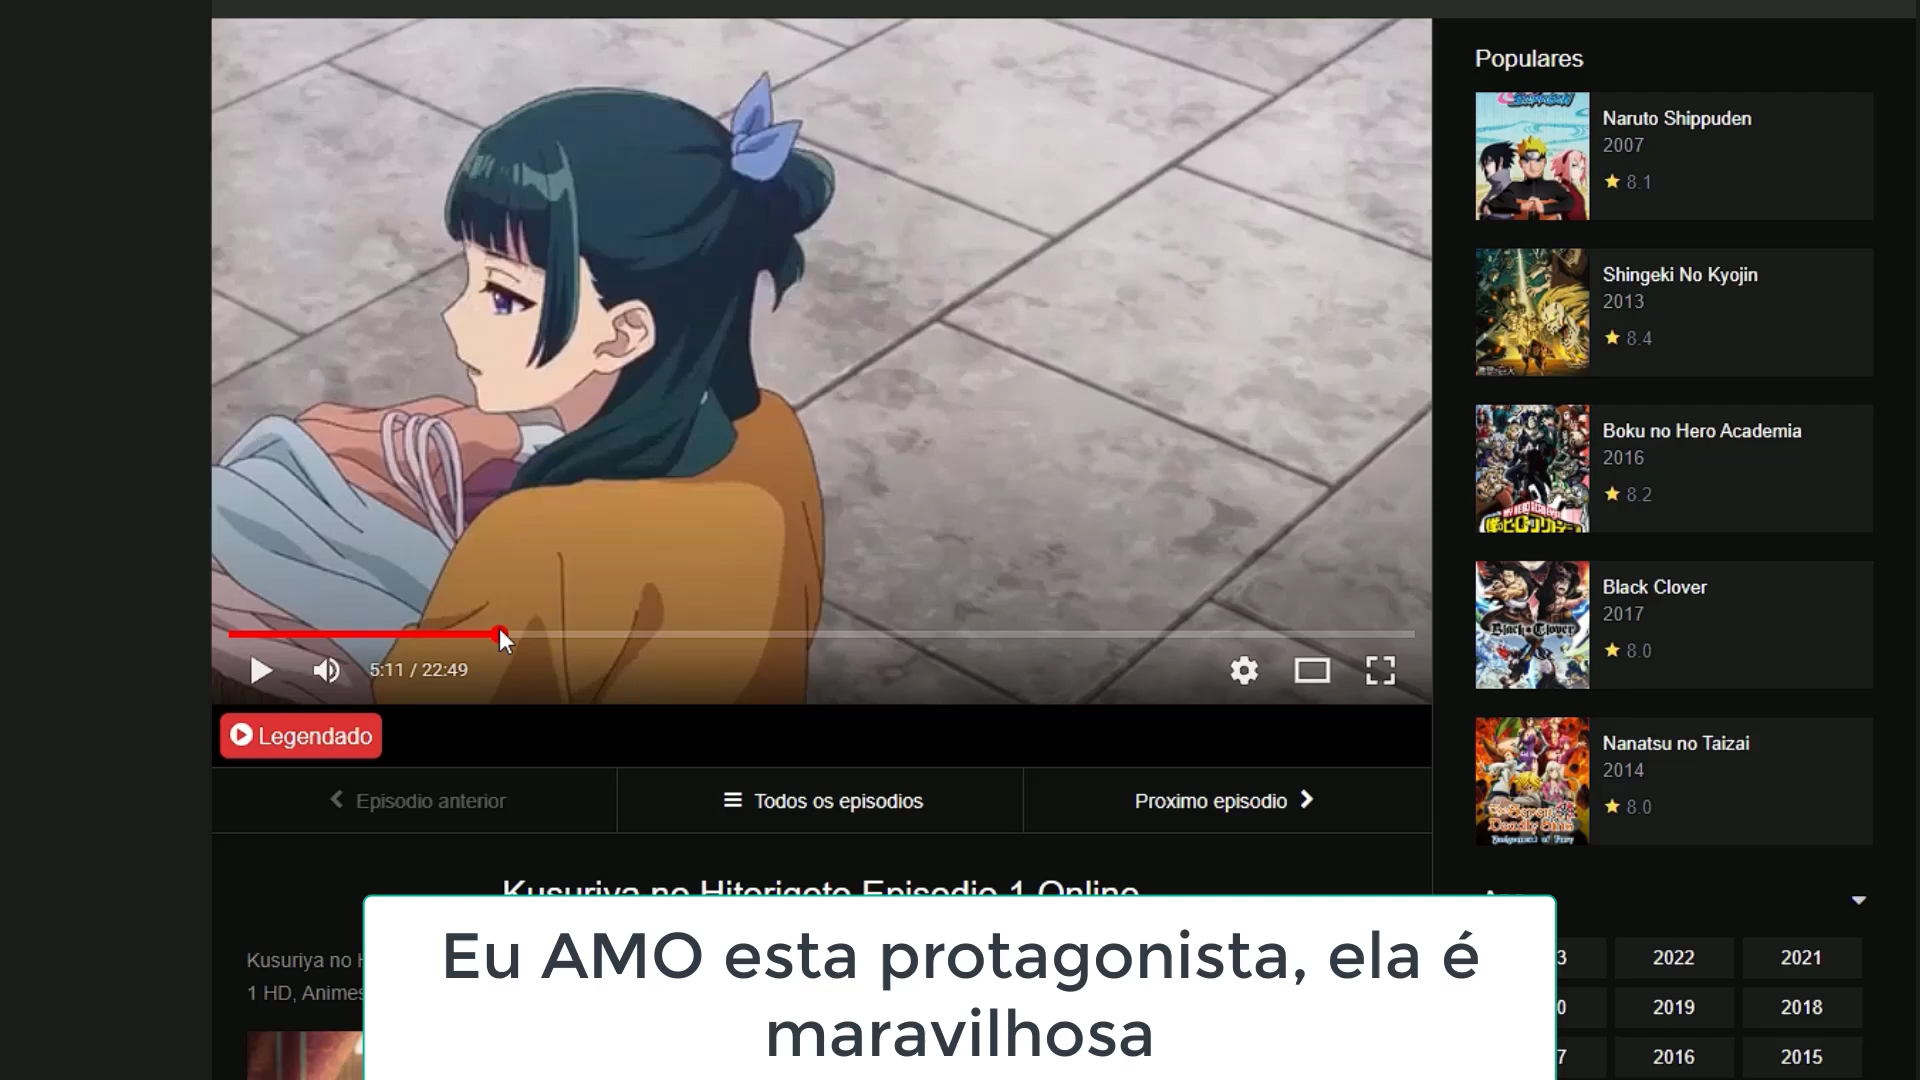 Populares
Naruto Shippuden
2007
8.1
Shingeki No Kyojin
2013
8.4
Boku no Hero Academia
2016
8.2
Black Clover
2017
8.0
Nanatsu no Taizai
2014
8.0
5:11 / 22:49
Legendado
Episodio anterior
Todos os episodios
Proximo episodio
Kusuriya no Hitorigoto Episodio 1 Online
Kusuriya no
1 HD, Animes
Eu AMO esta protagonista, ela é
maravilhosa
3 2022 2021
0 2019 2018
7 2016 2015